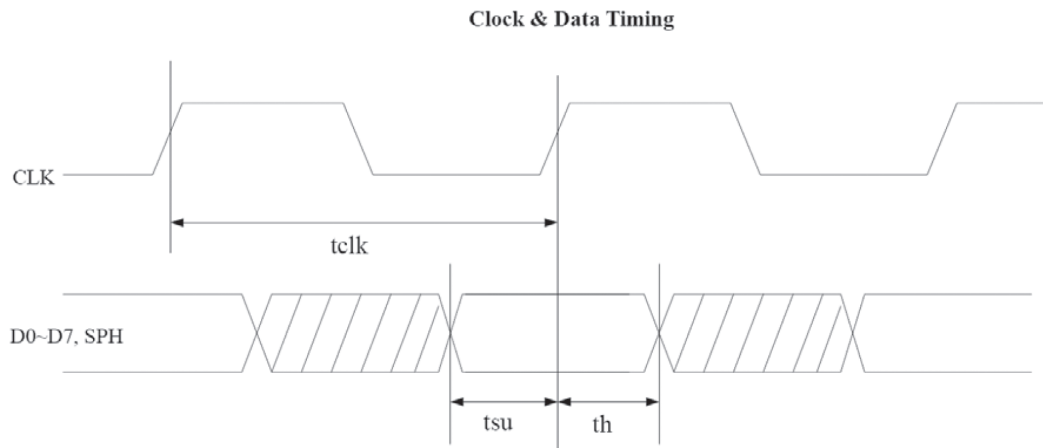 Clock & Data Timing
CLK
tclk
D0~D7, SPH
tsu
th